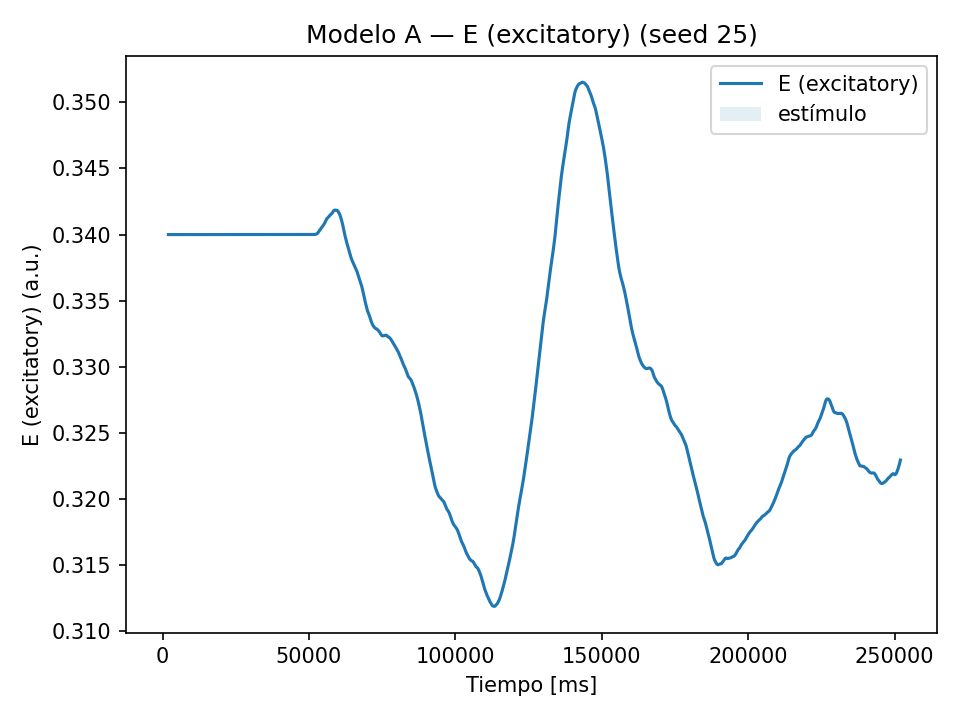 Modelo A — E (excitatory) (seed 25)
E (excitatory)
estímulo
E (excitatory) (a.u.)
0.350
0.345
0.340
0.335
0.330
0.325
0.320
0.315
0.310
0 50000 100000 150000 200000 250000
Tiempo [ms]